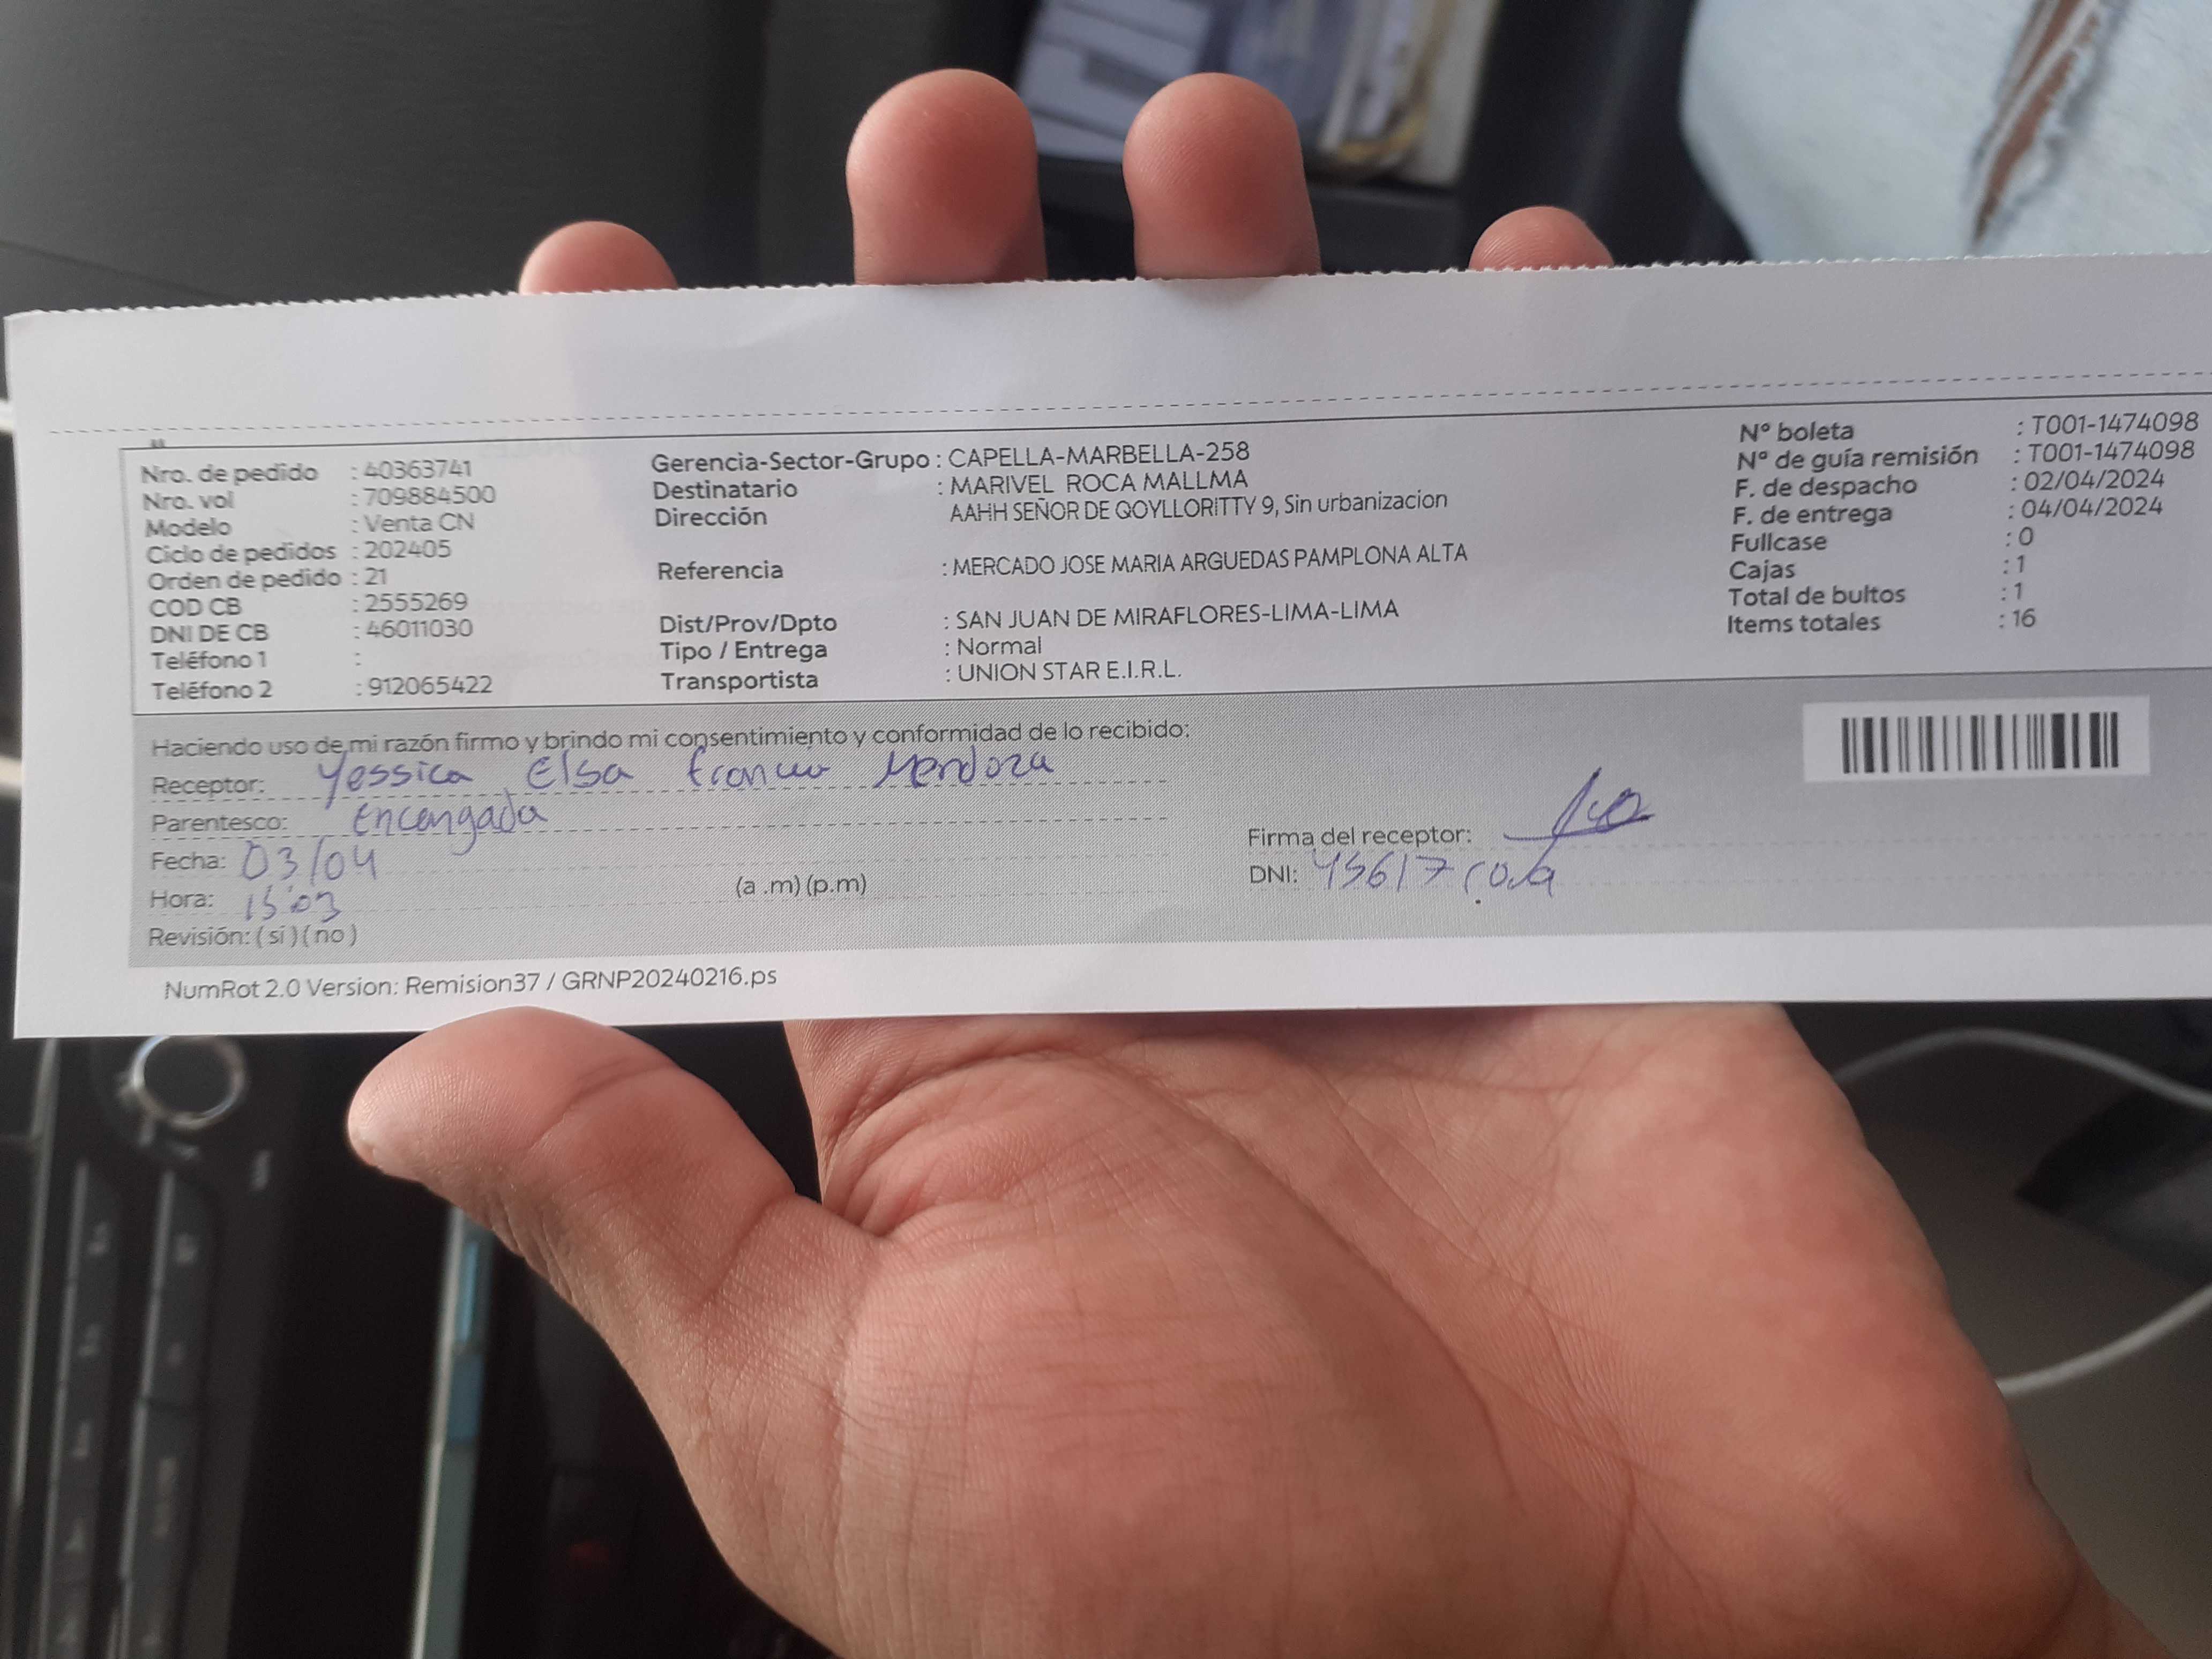 Nro. de pedido : 40363741
Nro. vol : 709884500
Modelo : Venta CN
Ciclo de pedidos : 202405
Orden de pedido : 21
COD CB : 2555269
DNI DE CB : 46011030
Teléfono 1 :
Teléfono 2 : 912065422
Gerencia-Sector-Grupo : CAPELLA-MARBELLA-258
Destinatario : MARIVEL ROCA MALLMA
Dirección AAHH SEÑOR DE QOYLLORITTY 9, Sin urbanizacion
Referencia : MERCADO JOSE MARIA ARGUEDAS PAMPLONA ALTA
Dist/Prov/Dpto : SAN JUAN DE MIRAFLORES-LIMA-LIMA
Tipo / Entrega : Normal
Transportista : UNION STAR E.I.R.L.
Nº boleta : T001-1474098
Nº de guía remisión : T001-1474098
F. de despacho : 02/04/2024
F. de entrega : 04/04/2024
Fullcase : 0
Cajas : 1
Total de bultos : 1
Items totales : 16
Haciendo uso de mi razón firmo y brindo mi consentimiento y conformidad de lo recibido:
Receptor: Yessica Elsa Mendoza
Parentesco: encargada
Fecha: 03/04
Hora: 15:03 (a .m) (p.m)
Revisión: ( si ) ( no )
Firma del receptor:
DNI:
NumRot 2.0 Version: Remision37 / GRNP20240216.ps